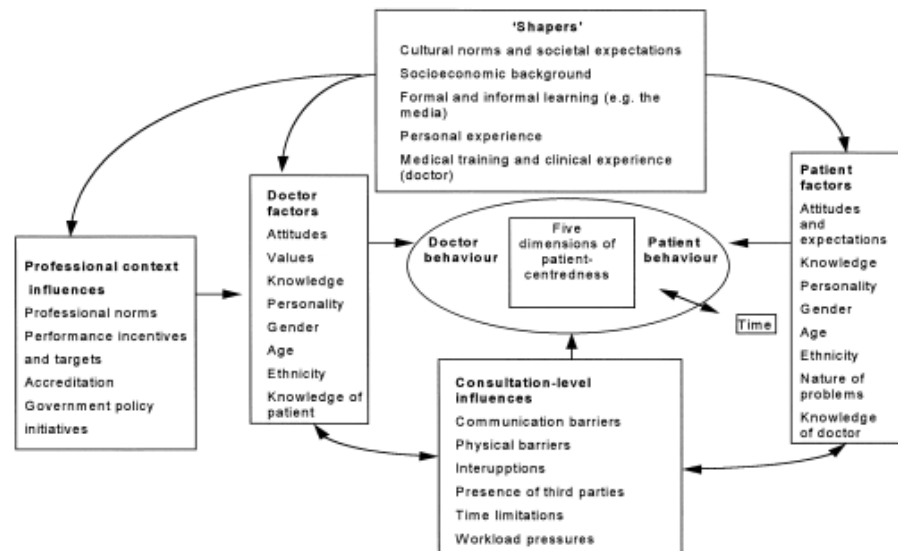 'Shapers'
Cultural norms and societal expectations
Socioeconomic background
Formal and informal learning (e.g. the
media)
Personal experience
Medical training and clinical experience
(doctor)
Professional context
influences
Professional norms
Performance incentives
and targets
Accreditation
Government policy
initiatives
Doctor
factors
Attitudes
Values
Knowledge
Personality
Gender
Age
Ethnicity
Knowledge of
patient
Doctor
behaviour
Five
dimensions of
patient-
centredness
Patient
behaviour
Time
Consultation-level
influences
Communication barriers
Physical barriers
Interupptions
Presence of third parties
Time limitations
Workload pressures
Patient
factors
Attitudes
and
expectations
Knowledge
Personality
Gender
Age
Ethnicity
Nature of
problems
Knowledge
of doctor